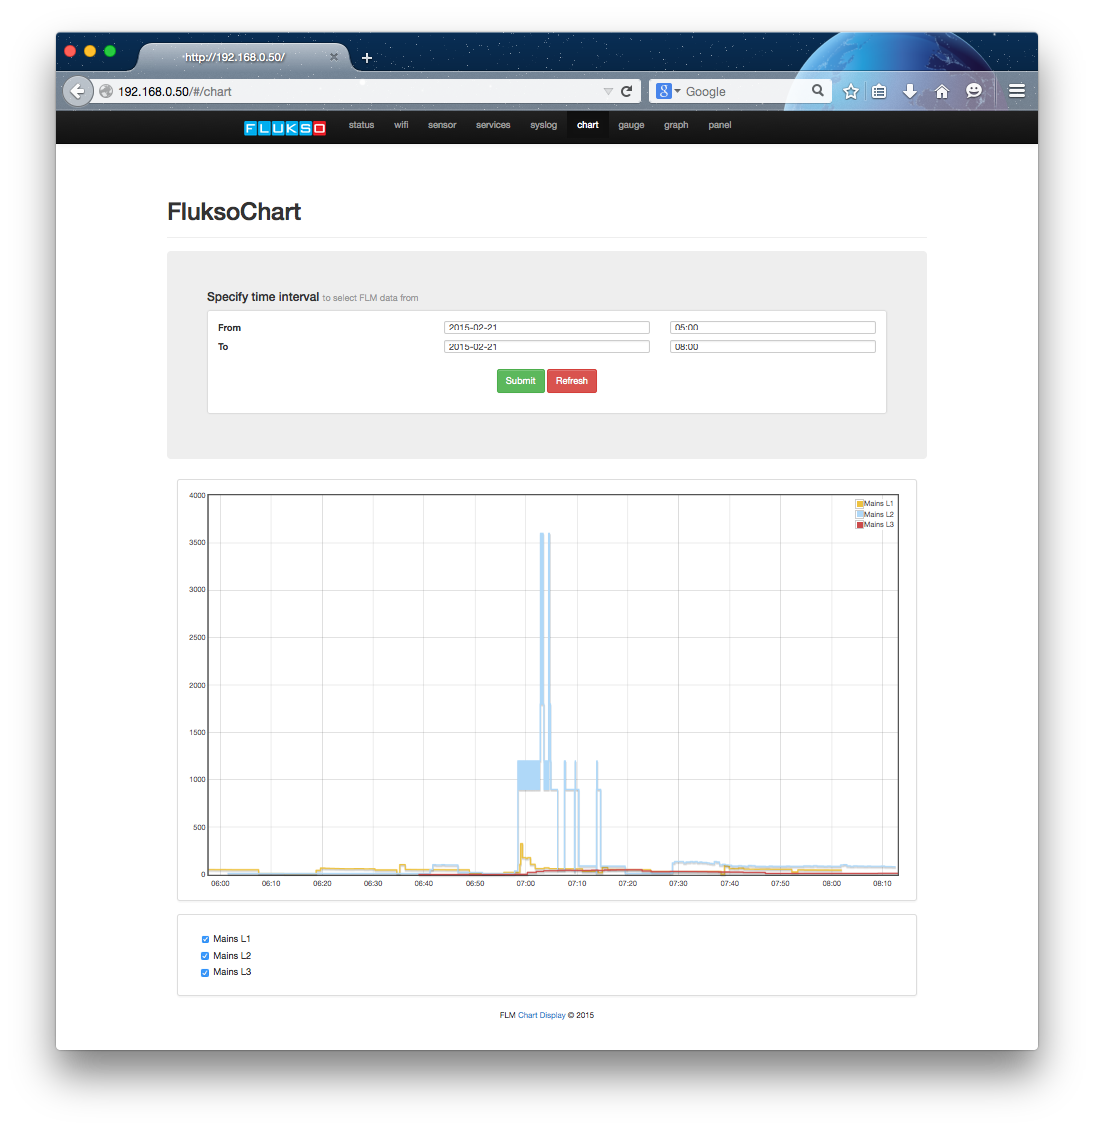 http://192.168.0.50/
192.168.0.50/#/chart
Google
FLUKSO status wifi sensor services syslog chart gauge graph panel
FluksoChart
Specify time interval to select FLM data from
From 2015-02-21 05:00
To 2015-02-21 08:00
Submit Refresh
4000
3500
3000
2500
2000
1500
1000
500
0
Mains L1
Mains L2
Mains L3
06:00 06:10 06:20 06:30 06:40 06:50 07:00 07:10 07:20 07:30 07:40 07:50 08:00 08:10
Mains L1
Mains L2
Mains L3
FLM Chart Display © 2015